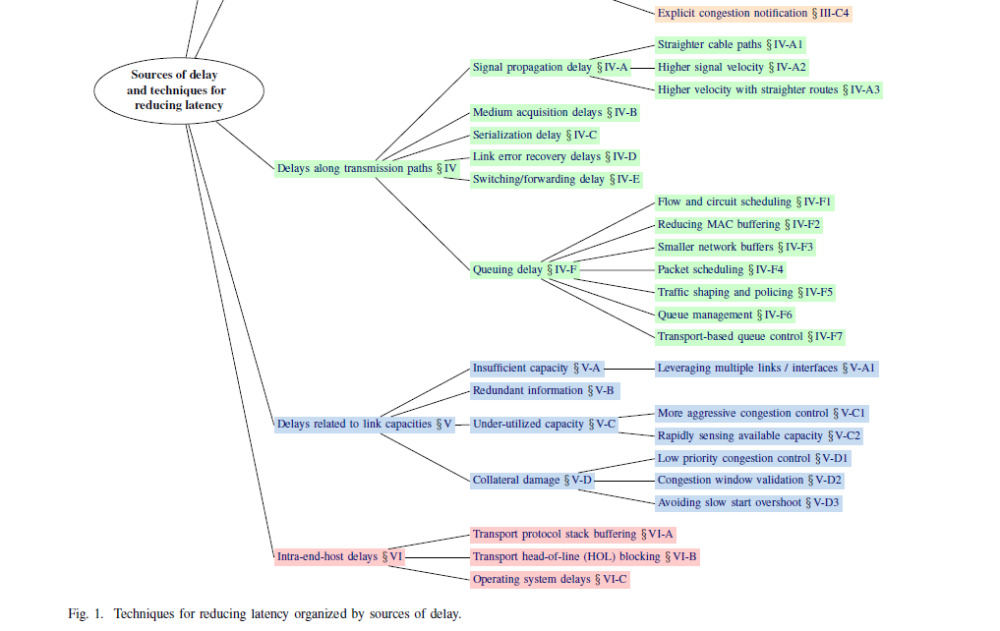 Explicit congestion notification § III-C4
Sources of delay
and techniques for
reducing latency
Straighter cable paths § IV-A1
Signal propagation delay § IV-A
Higher signal velocity § IV-A2
Higher velocity with straighter routes § IV-A3
Medium acquisition delays § IV-B
Serialization delay § IV-C
Link error recovery delays § IV-D
Delays along transmission paths § IV
Switching/forwarding delay § IV-E
Flow and circuit scheduling § IV-F1
Reducing MAC buffering § IV-F2
Smaller network buffers § IV-F3
Queuing delay § IV-F
Packet scheduling § IV-F4
Traffic shaping and policing § IV-F5
Queue management § IV-F6
Transport-based queue control § IV-F7
Insufficient capacity § V-A
Leveraging multiple links / interfaces § V-A1
Redundant information § V-B
More aggressive congestion control § V-C1
Delays related to link capacities § V
Under-utilized capacity § V-C
Rapidly sensing available capacity § V-C2
Low priority congestion control § V-D1
Collateral damage § V-D
Congestion window validation § V-D2
Avoiding slow start overshoot § V-D3
Transport protocol stack buffering § VI-A
Intra-end-host delays § VI
Transport head-of-line (HOL) blocking § VI-B
Operating system delays § VI-C
Fig. 1. Techniques for reducing latency organized by sources of delay.